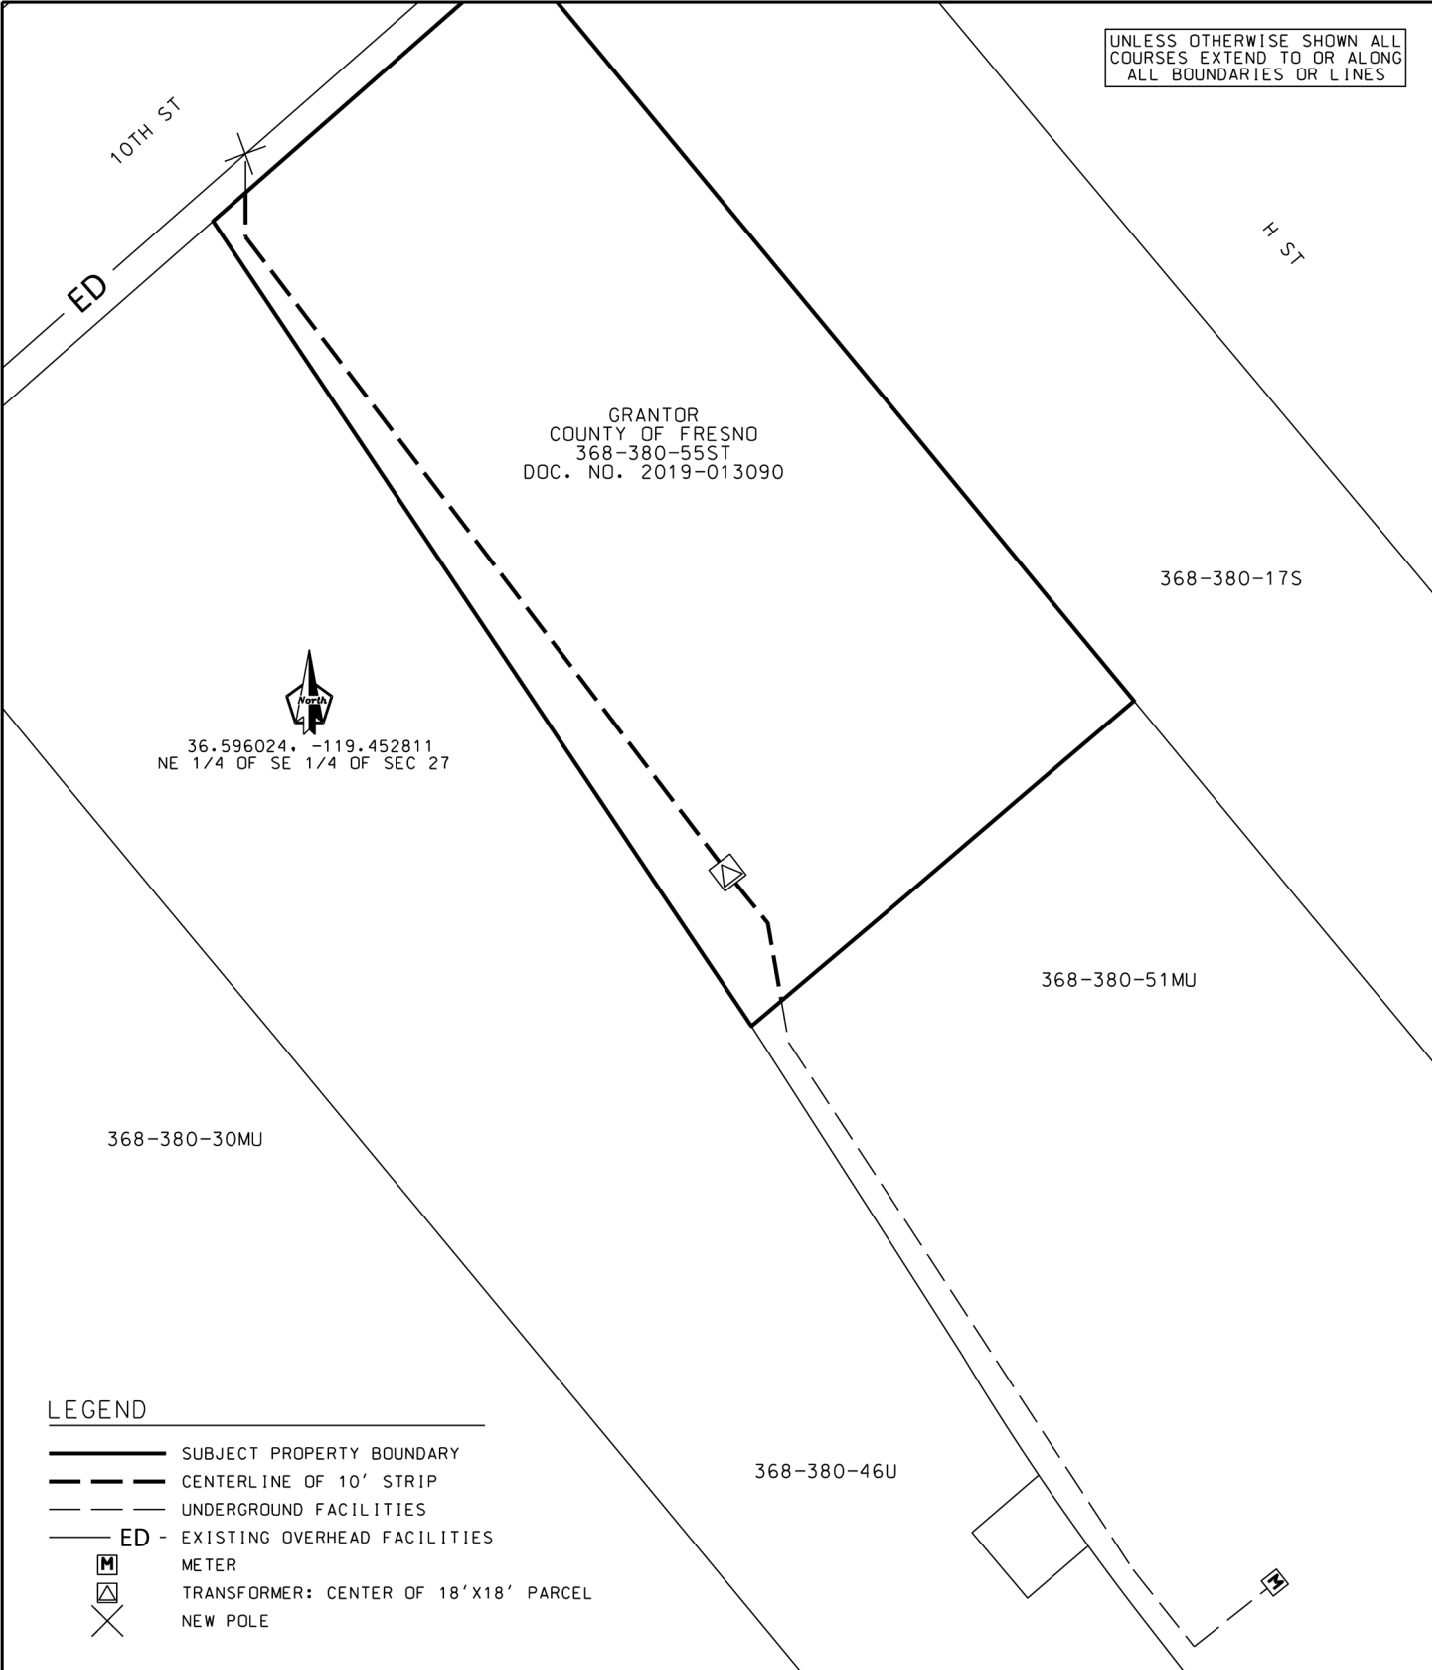 UNLESS OTHERWISE SHOWN ALL
COURSES EXTEND TO OR ALONG
ALL BOUNDARIES OR LINES
10TH ST
H ST
ED
GRANTOR
COUNTY OF FRESNO
368-380-55ST
DOC. NO. 2019-013090
368-380-17S
North
36.596024, -119.452811
NE 1/4 OF SE 1/4 OF SEC 27
368-380-51MU
368-380-30MU
368-380-46U
M
LEGEND
SUBJECT PROPERTY BOUNDARY
CENTERLINE OF 10' STRIP
UNDERGROUND FACILITIES
ED - EXISTING OVERHEAD FACILITIES
M METER
TRANSFORMER: CENTER OF 18'X18' PARCEL
NEW POLE